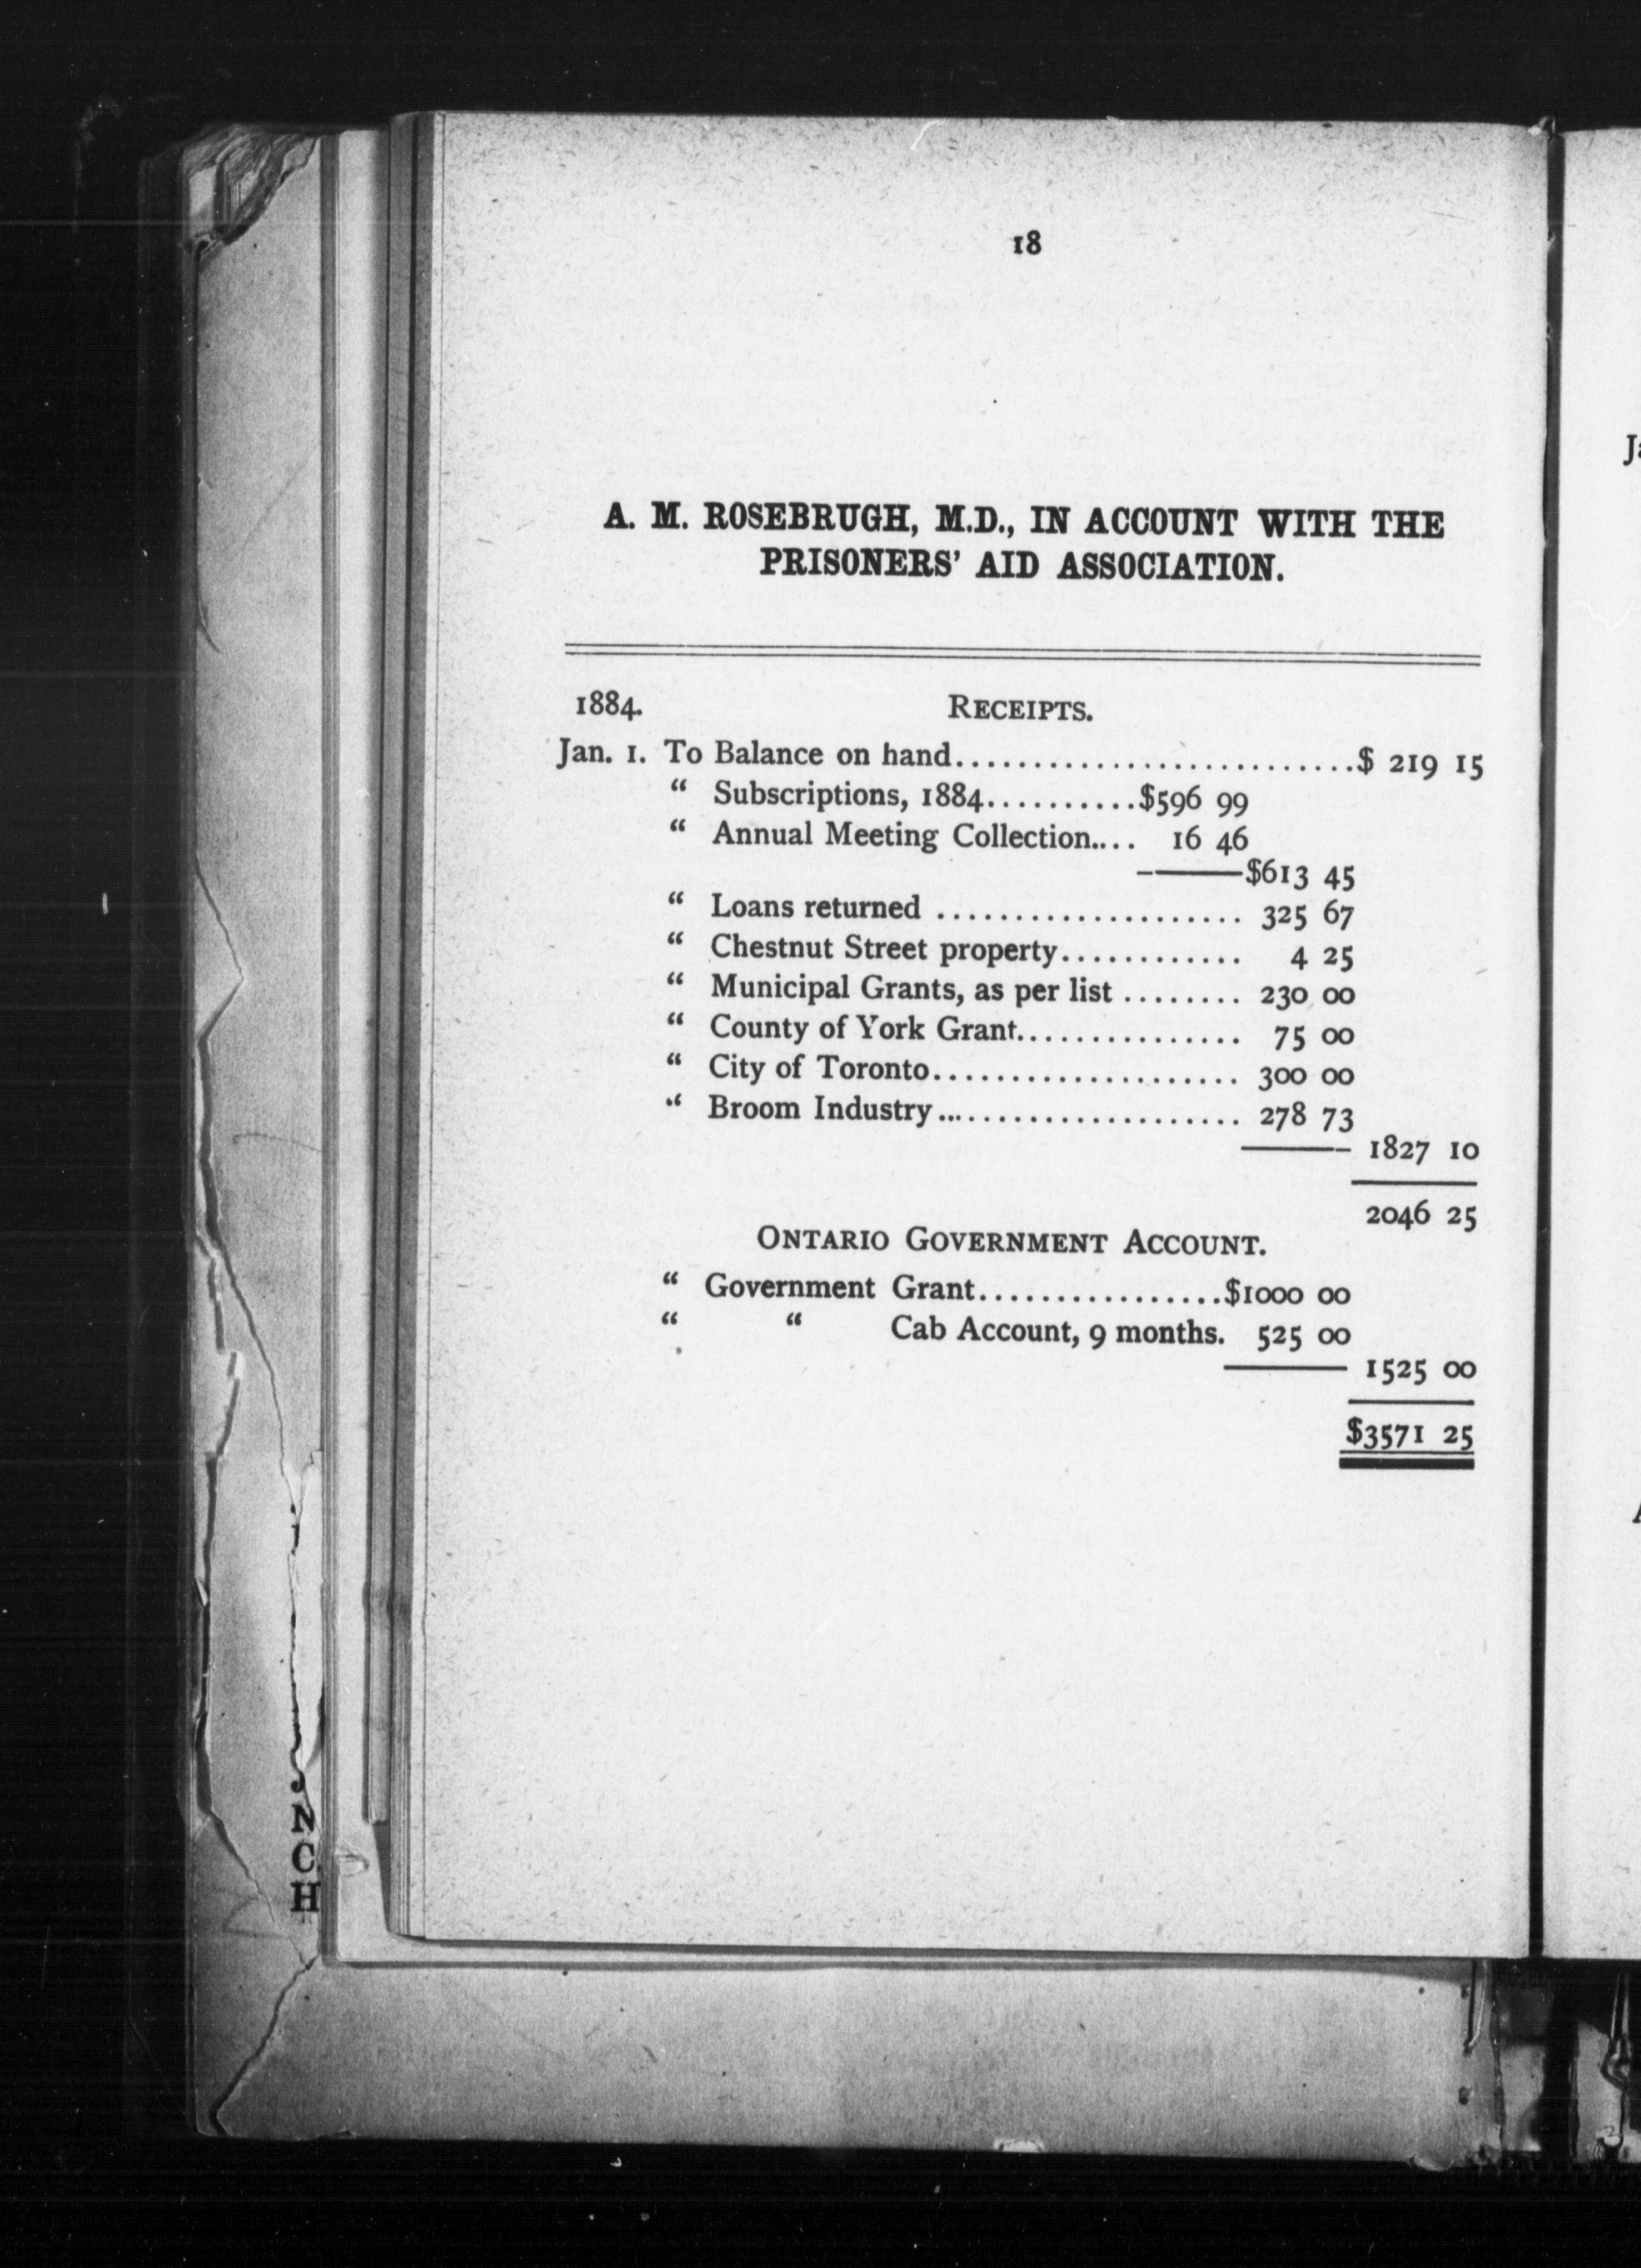 18
A. M. ROSEBRUGH, M.D., IN ACCOUNT WITH THE
PRISONERS' AID ASSOCIATION.
1884. RECEIPTS.
Jan. 1. To Balance on hand...........................$ 219 15
“ Subscriptions, 1884..........$596 99
“ Annual Meeting Collection.... 16 46
$613 45
“ Loans returned .................... 325 67
“ Chestnut Street property............ 4 25
“ Municipal Grants, as per list ........ 230 00
“ County of York Grant............... 75 00
“ City of Toronto.................... 300 00
“ Broom Industry..................... 278 73
1827 10
2046 25
ONTARIO GOVERNMENT ACCOUNT.
“ Government Grant................$1000 00
“ “ Cab Account, 9 months. 525 00
1525 00
$3571 25
N
C
H